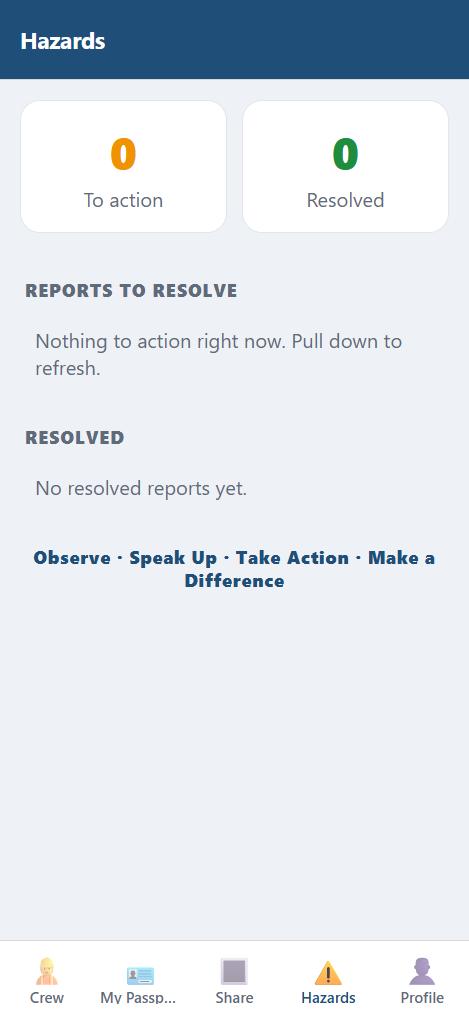 Hazards
0
To action
0
Resolved
REPORTS TO RESOLVE
Nothing to action right now. Pull down to
refresh.
RESOLVED
No resolved reports yet.
Observe · Speak Up · Take Action · Make a
Difference
Crew
My Passp...
Share
Hazards
Profile